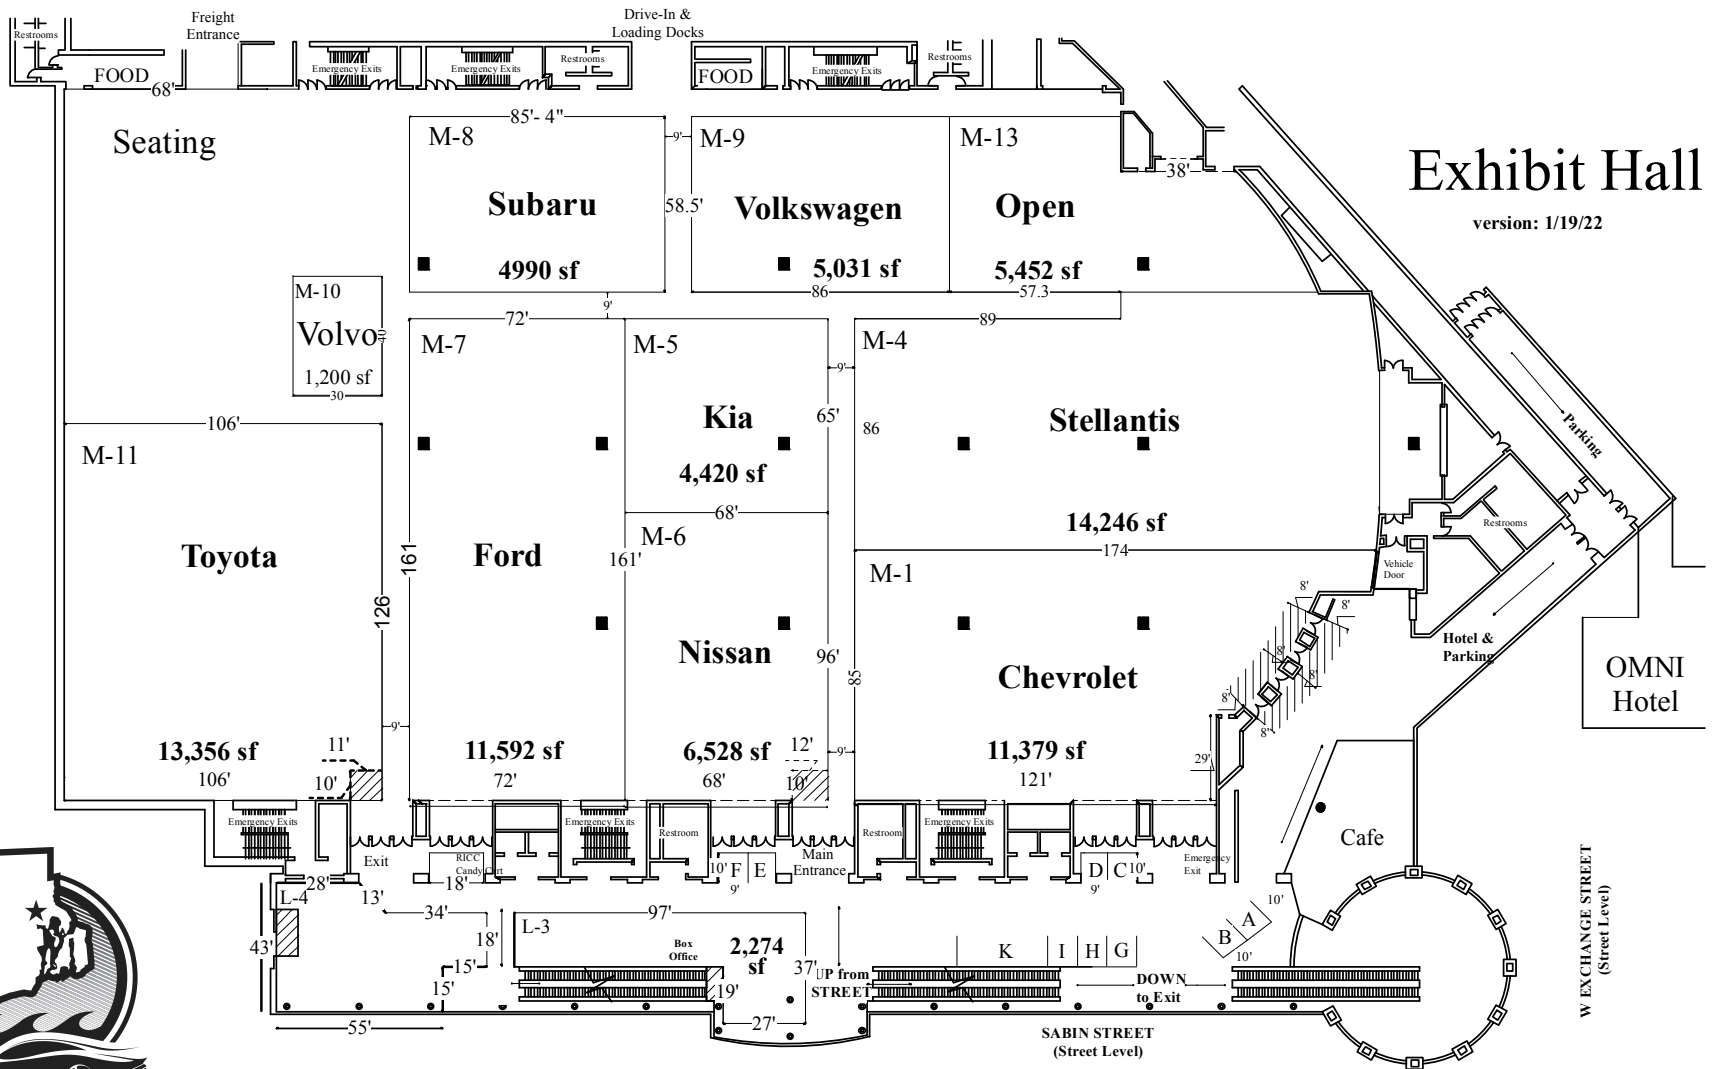 Freight
Entrance
Drive-In &
Loading Docks
Restrooms
FOOD
68'
Emergency Exits
Emergency Exits
Restrooms
FOOD
Emergency Exits
Restrooms
Seating
85'- 4"
M-8
9'
M-9
M-13
38'
Exhibit Hall
version: 1/19/22
Subaru
58.5'
Volkswagen
Open
4990 sf
5,031 sf
5,452 sf
86
57.3
M-10
Volvo
40
1,200 sf
30
9'
72'
89
M-7
M-5
M-4
9'
106'
M-11
Kia
65'
86
Stellantis
Parking
4,420 sf
68'
14,246 sf
174
Restrooms
M-6
Toyota
161
Ford
161'
M-1
Vehicle
Door
126
8'
8'
Nissan
96'
85
Chevrolet
8'
8'
8'
8'
Hotel &
Parking
OMNI
Hotel
13,356 sf
106'
11'
10'
9'
11,592 sf
72'
6,528 sf
68'
12'
10'
9'
11,379 sf
121'
29'
Emergency Exits
Exit
RICC
Candy Cart
18'
Emergency Exits
Restroom
10'
F
E
9'
Main
Entrance
Restroom
Emergency Exits
D
C
10'
9'
Emergency
Exit
Cafe
28'
L-4
13'
34'
43'
18'
15'
15'
55'
L-3
97'
Box
Office
2,274
sf
37'
19'
27'
UP from
STREET
K
I
H
G
DOWN
to Exit
A
B
10'
10'
SABIN STREET
(Street Level)
W EXCHANGE STREET
(Street Level)